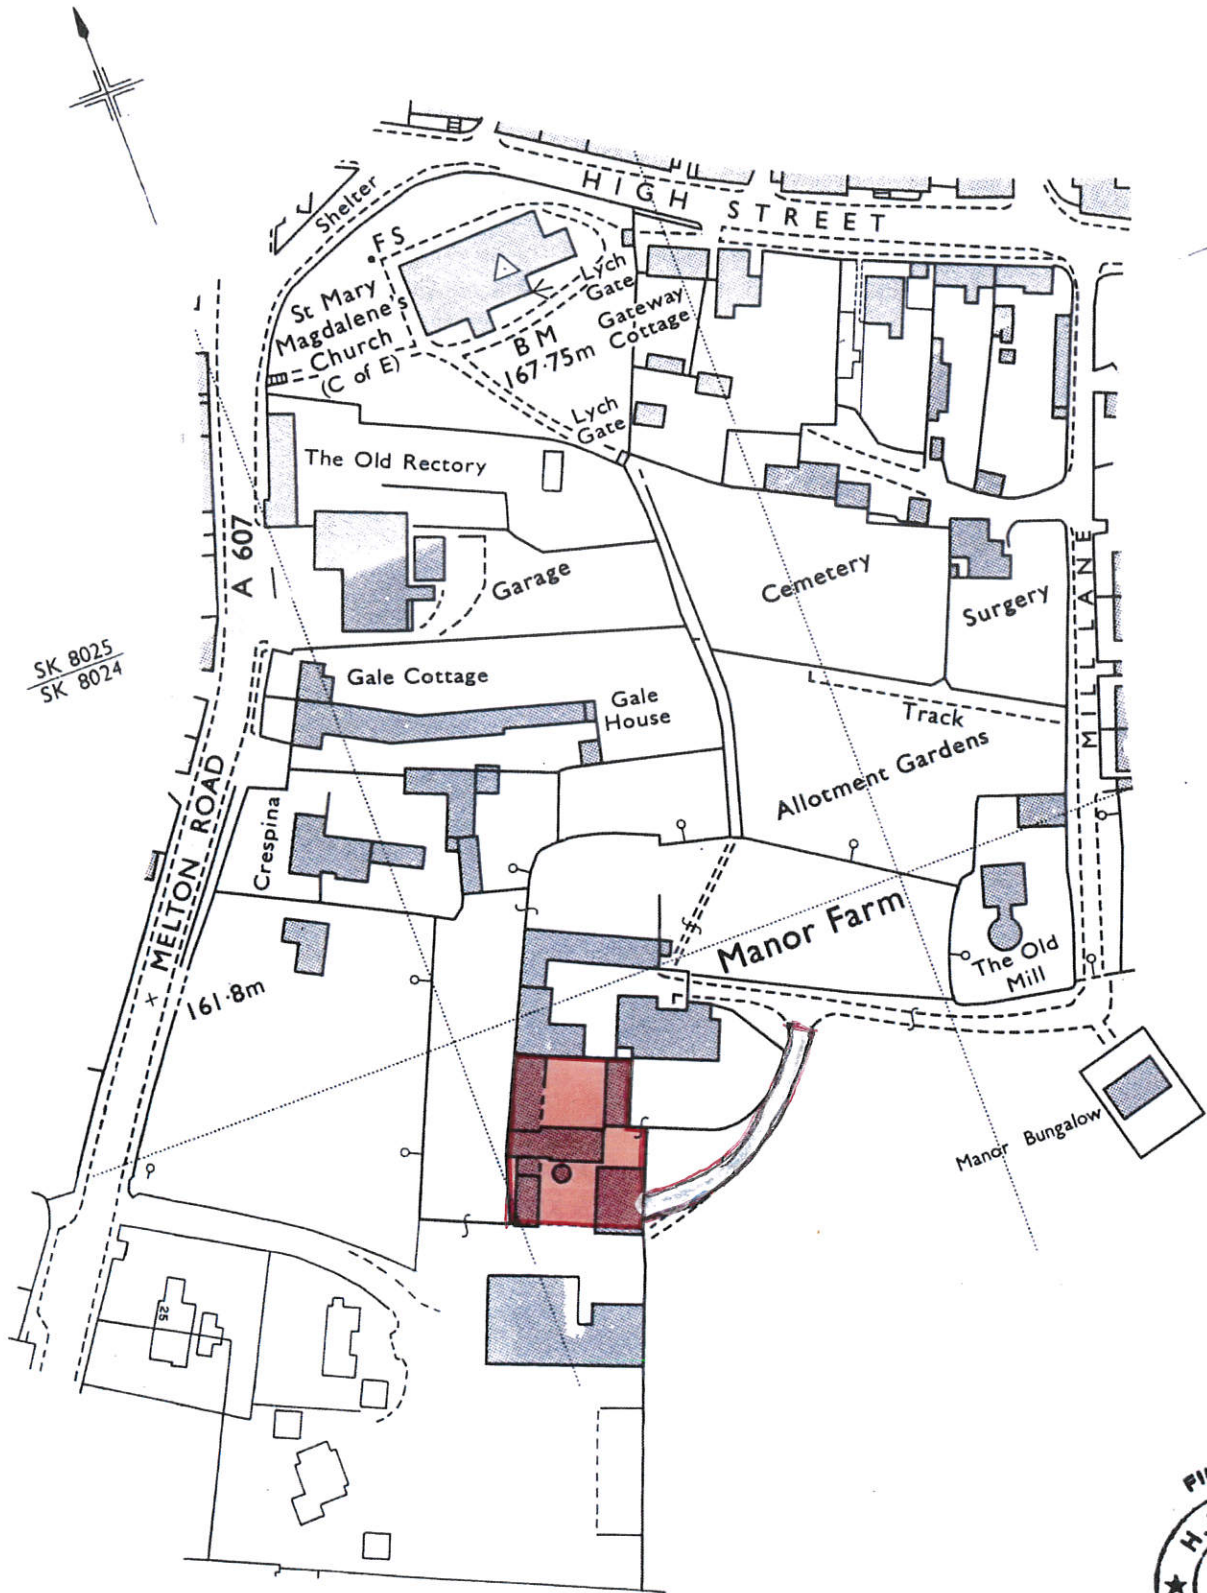 HIGH STREET
Shelter
FS
St Mary
Magdalene's
Church
(C of E)
Lych
Gate
Gateway
Cottage
BM
167·75m
Lych
Gate
The Old Rectory
A 607
Garage
Cemetery
Surgery
MILL LANE
SK 8025
SK 8024
Gale Cottage
Gale
House
Track
Allotment Gardens
MELTON ROAD
Crespina
161·8m
Manor Farm
The Old
Mill
Manor Bungalow
25
H.